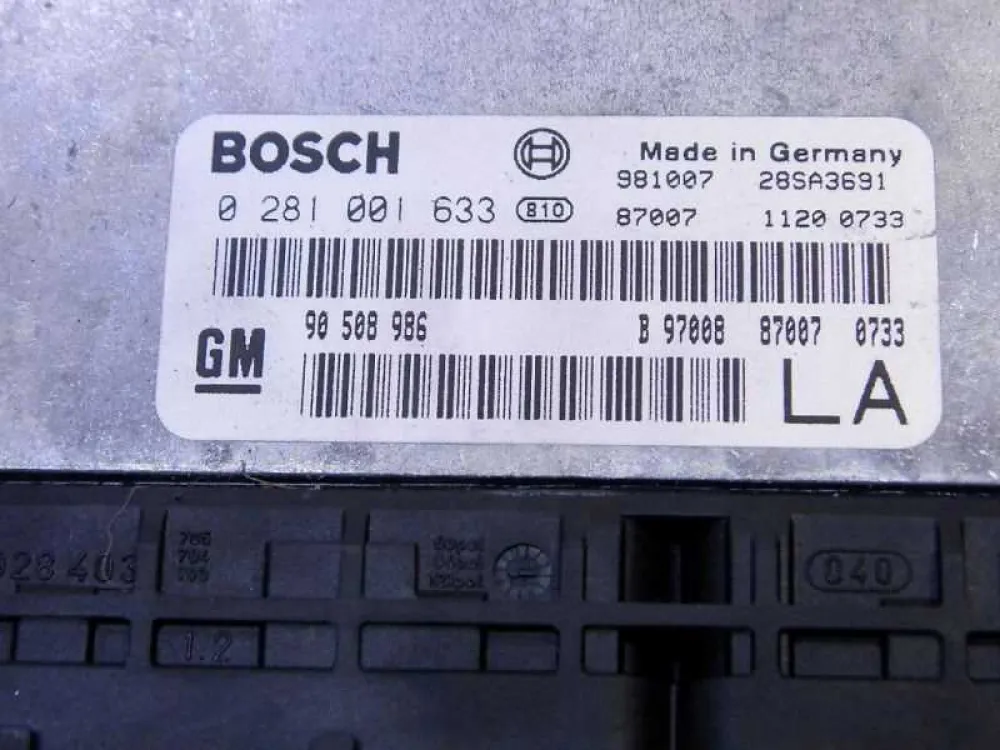 BOSCH Made in Germany
981007 28SA3691
0 281 001 633 810 87007 1120 0733
GM 90 508 986 B 97008 87007 0733
LA
928 403 040
1.2